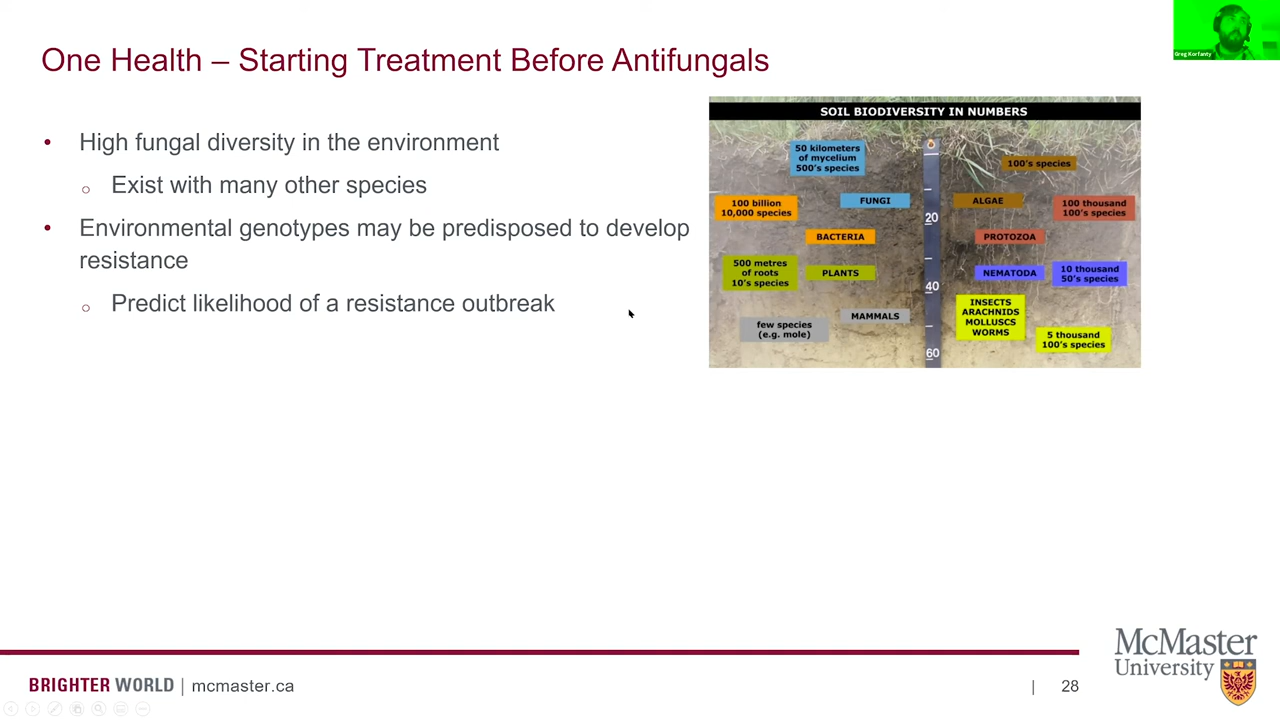 One Health – Starting Treatment Before Antifungals
Greg Korfanty
• High fungal diversity in the environment
○ Exist with many other species
• Environmental genotypes may be predisposed to develop
resistance
○ Predict likelihood of a resistance outbreak
SOIL BIODIVERSITY IN NUMBERS
50 kilometers
of mycelium
500's species
100's species
FUNGI
ALGAE
100 billion
10,000 species
100 thousand
100's species
20
BACTERIA
PROTOZOA
500 metres
of roots
10's species
PLANTS
NEMATODA
10 thousand
50's species
40
MAMMALS
INSECTS
ARACHNIDS
MOLLUSCS
WORMS
few species
(e.g. mole)
5 thousand
100's species
60
McMaster
University
BRIGHTER WORLD | mcmaster.ca
| 28